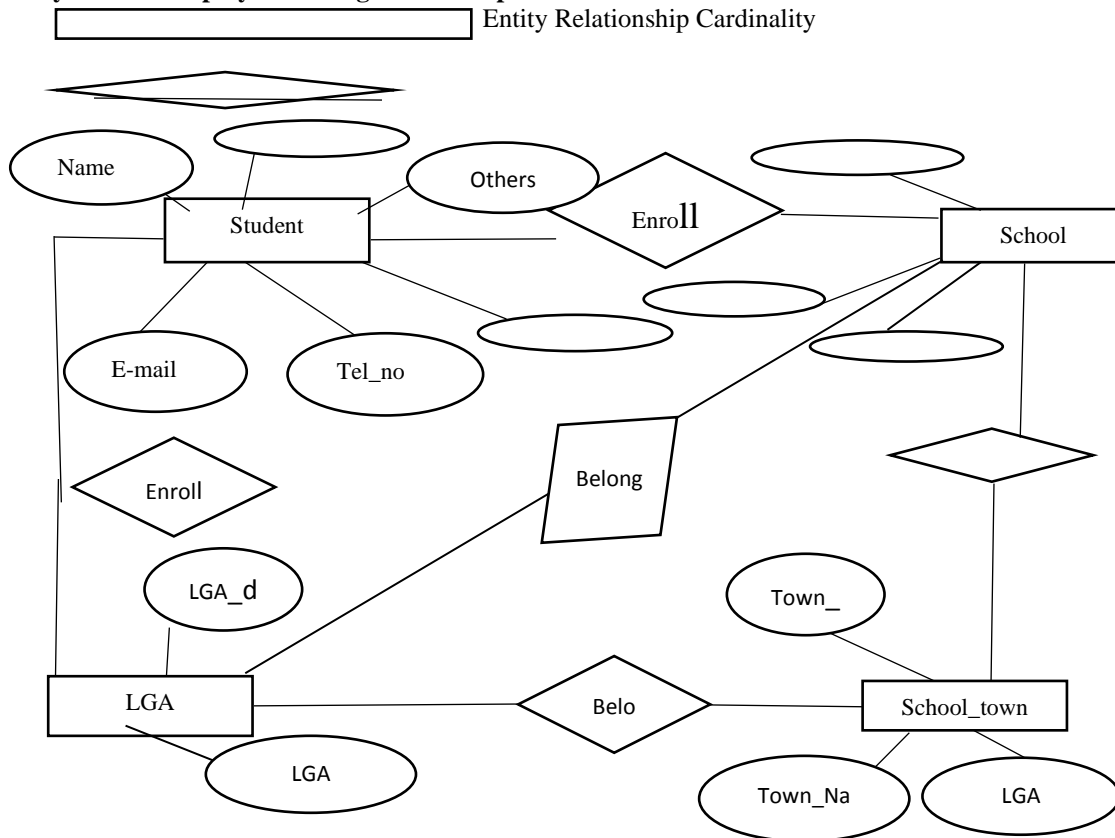 Entity Relationship Cardinality
Name
Others
Student
Enroll
School
E-mail
Tel_no
Belong
Enroll
LGA_d
Town_
LGA
Belo
School_town
LGA
Town_Na
LGA